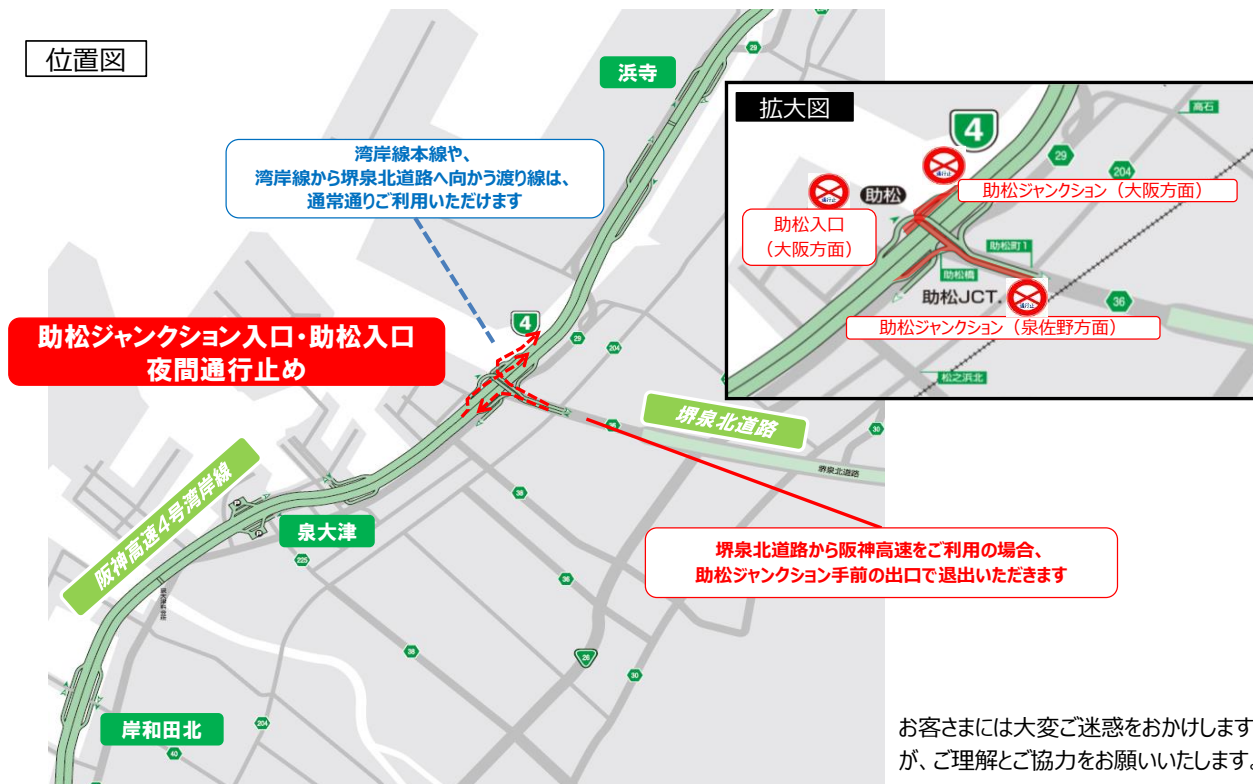 位置図
浜寺
29
湾岸線本線や、
湾岸線から堺泉北道路へ向かう渡り線は、
通常通りご利用いただけます
拡大図
4
高石
29
204
助松
助松ジャンクション（大阪方面）
助松入口
（大阪方面）
助松町1
助松橋
助松JCT.
通行止
36
助松ジャンクション（泉佐野方面）
松之浜北
助松ジャンクション入口・助松入口
夜間通行止め
4
29
204
堺泉北道路
36
30
堺泉北道路
阪神高速4号湾岸線
泉大津
38
225
堺泉北道路から阪神高速をご利用の場合、
助松ジャンクション手前の出口で退出いただきます
36
38
26
30
岸和田北
204
40
お客さまには大変ご迷惑をおかけします
が、ご理解とご協力をお願いいたします。